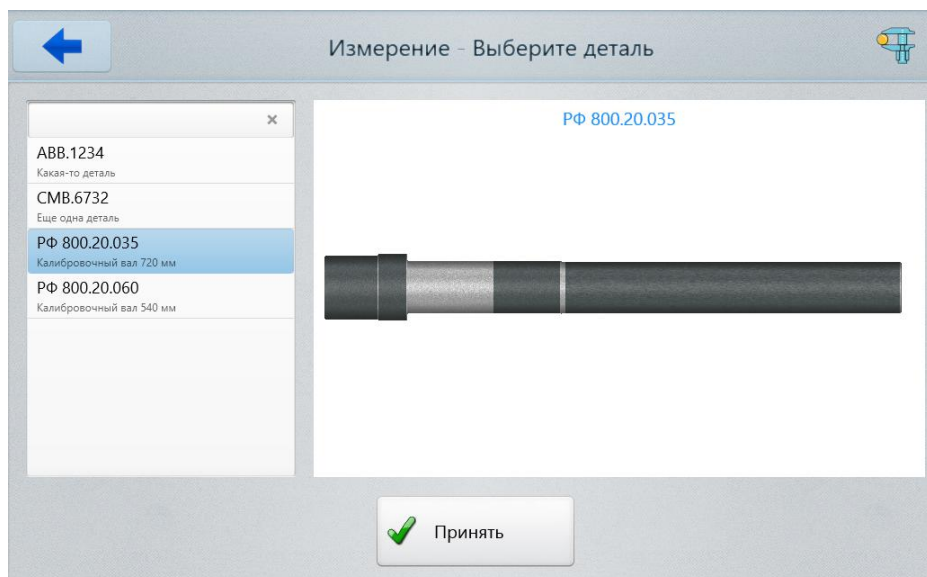 Измерение - Выберите деталь
РФ 800.20.035
ABB.1234
Какая-то деталь
СМВ.6732
Еще одна деталь
РФ 800.20.035
Калибровочный вал 720 мм
РФ 800.20.060
Калибровочный вал 540 мм
Принять